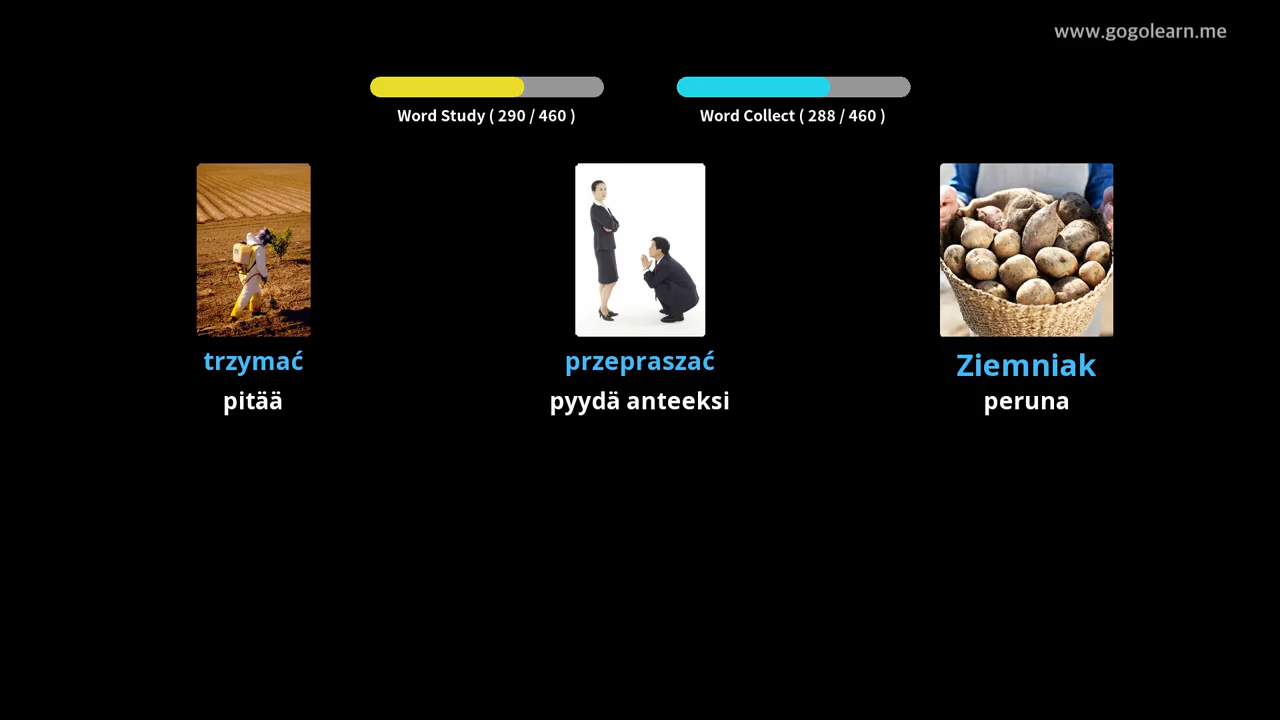 www.gogolearn.me
Word Study ( 290 / 460 )
Word Collect ( 288 / 460 )
trzymać
przepraszać
Ziemniak
pitää
pyydä anteeksi
peruna